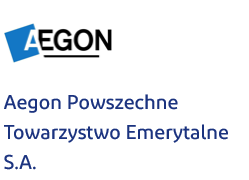 AEGON
Aegon Powszechne
Towarzystwo Emerytalne
S.A.